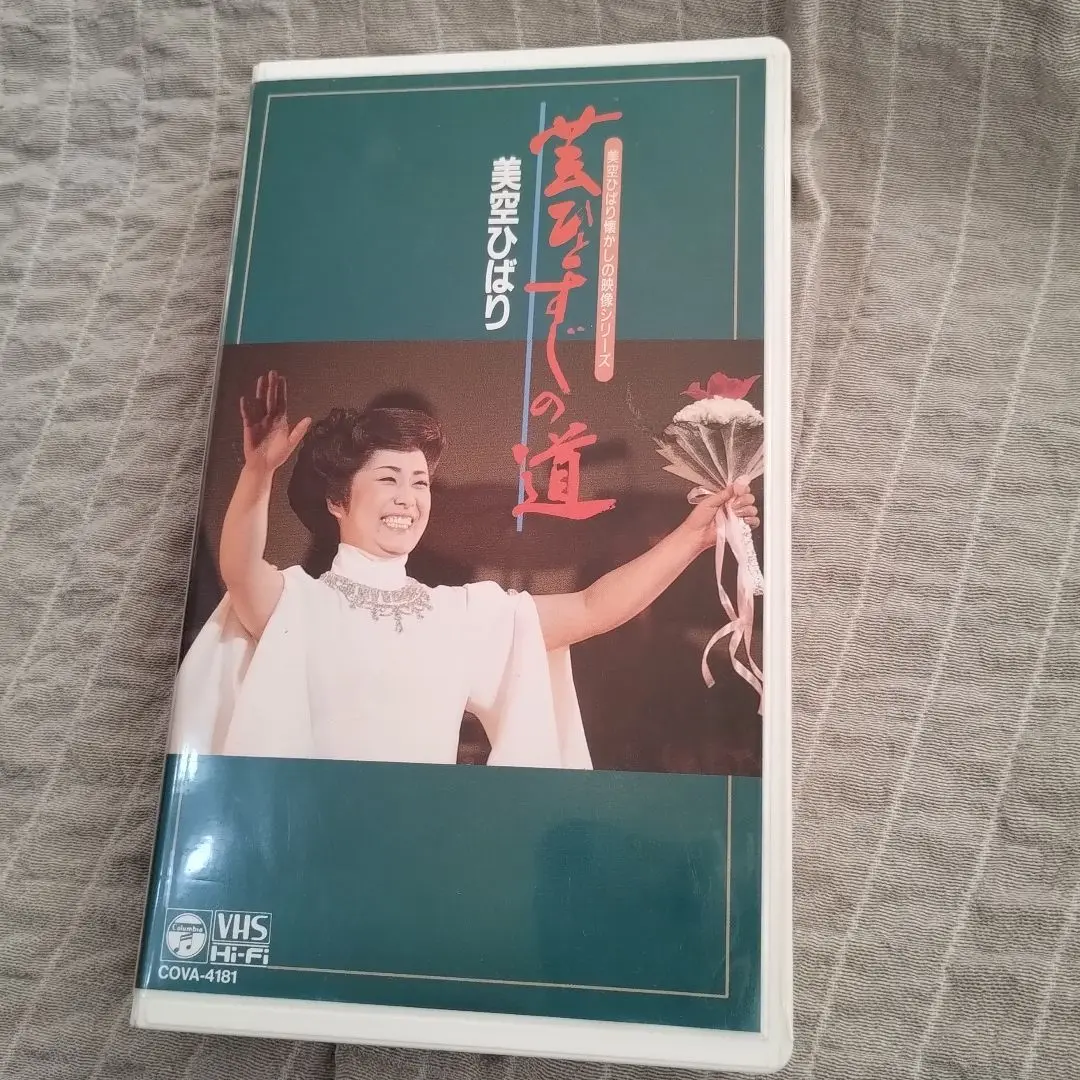 美空ひばり懐かしの映像シリーズ
芸ひとすじの道
美空ひばり
Columbia
VHS
Hi-Fi
COVA-4181